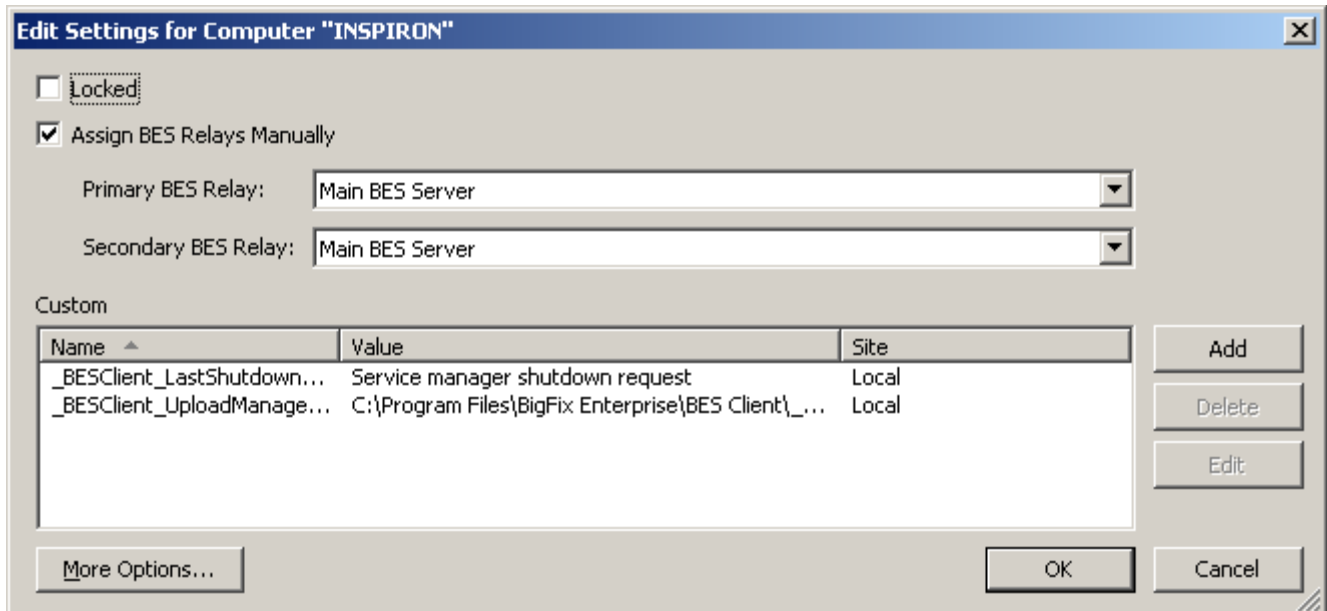 Edit Settings for Computer "INSPIRON"
Locked
Assign BES Relays Manually
Primary BES Relay: Main BES Server
Secondary BES Relay: Main BES Server
Custom
Name Value Site
_BESClient_LastShutdown... Service manager shutdown request Local
_BESClient_UploadManage... C:\Program Files\BigFix Enterprise\BES Client\_... Local
Add
Delete
Edit
More Options... OK Cancel